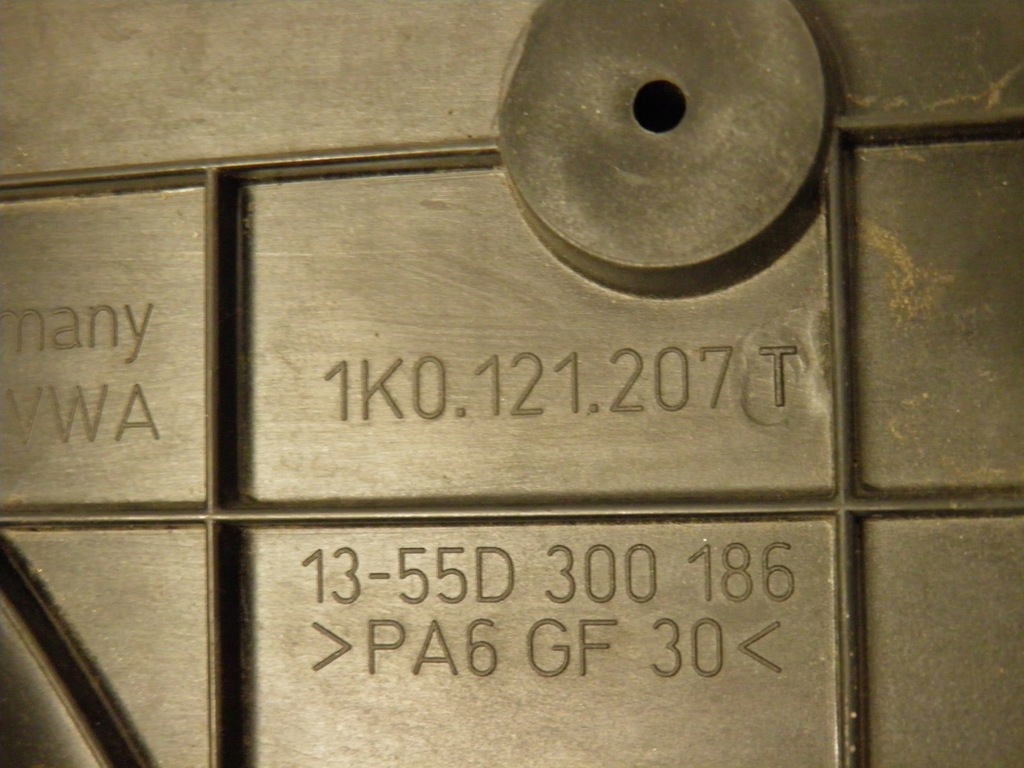 many
VWA
1K0.121.207 T
13-55D 300 186
>PA6 GF 30<